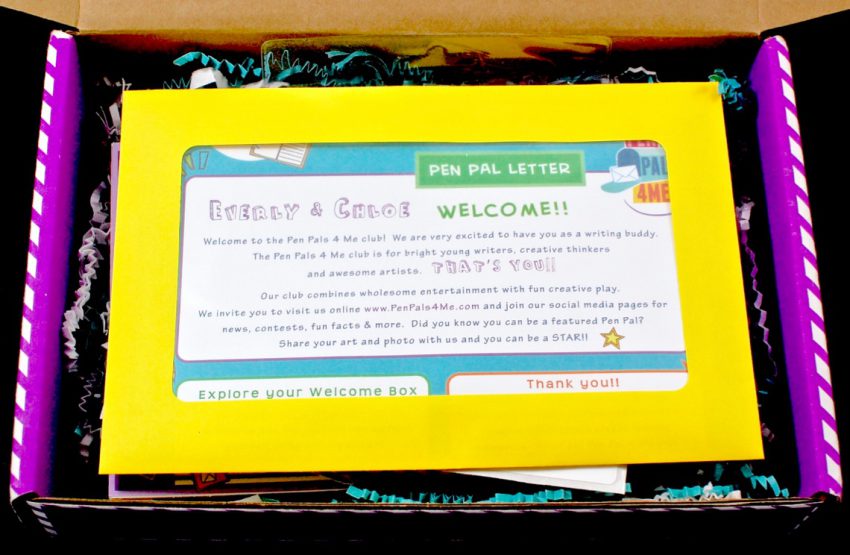 PEN PAL LETTER
PAL
4ME
EVERLY & CHLOE WELCOME!!
Welcome to the Pen Pals 4 Me club! We are very excited to have you as a writing buddy.
The Pen Pals 4 Me club is for bright young writers, creative thinkers
and awesome artists. THAT'S YOU!!
Our club combines wholesome entertainment with fun creative play.
We invite you to visit us online www.PenPals4Me.com and join our social media pages for
news, contests, fun facts & more. Did you know you can be a featured Pen Pal?
Share your art and photo with us and you can be a STAR!!
Explore your Welcome Box
Thank you!!